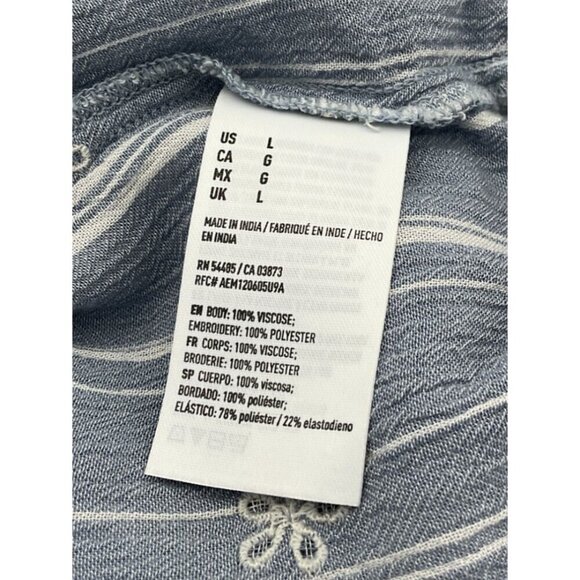 US L
CA G
MX G
UK L
MADE IN INDIA / FABRIQUÉ EN INDE / HECHO
EN INDIA
RN 54485 / CA 03873
RFC# AEM120605U9A
EN BODY: 100% VISCOSE;
EMBROIDERY: 100% POLYESTER
FR CORPS: 100% VISCOSE;
BRODERIE: 100% POLYESTER
SP CUERPO: 100% viscosa;
BORDADO: 100% poliéster;
ELÁSTICO: 78% poliéster / 22% elastodieno